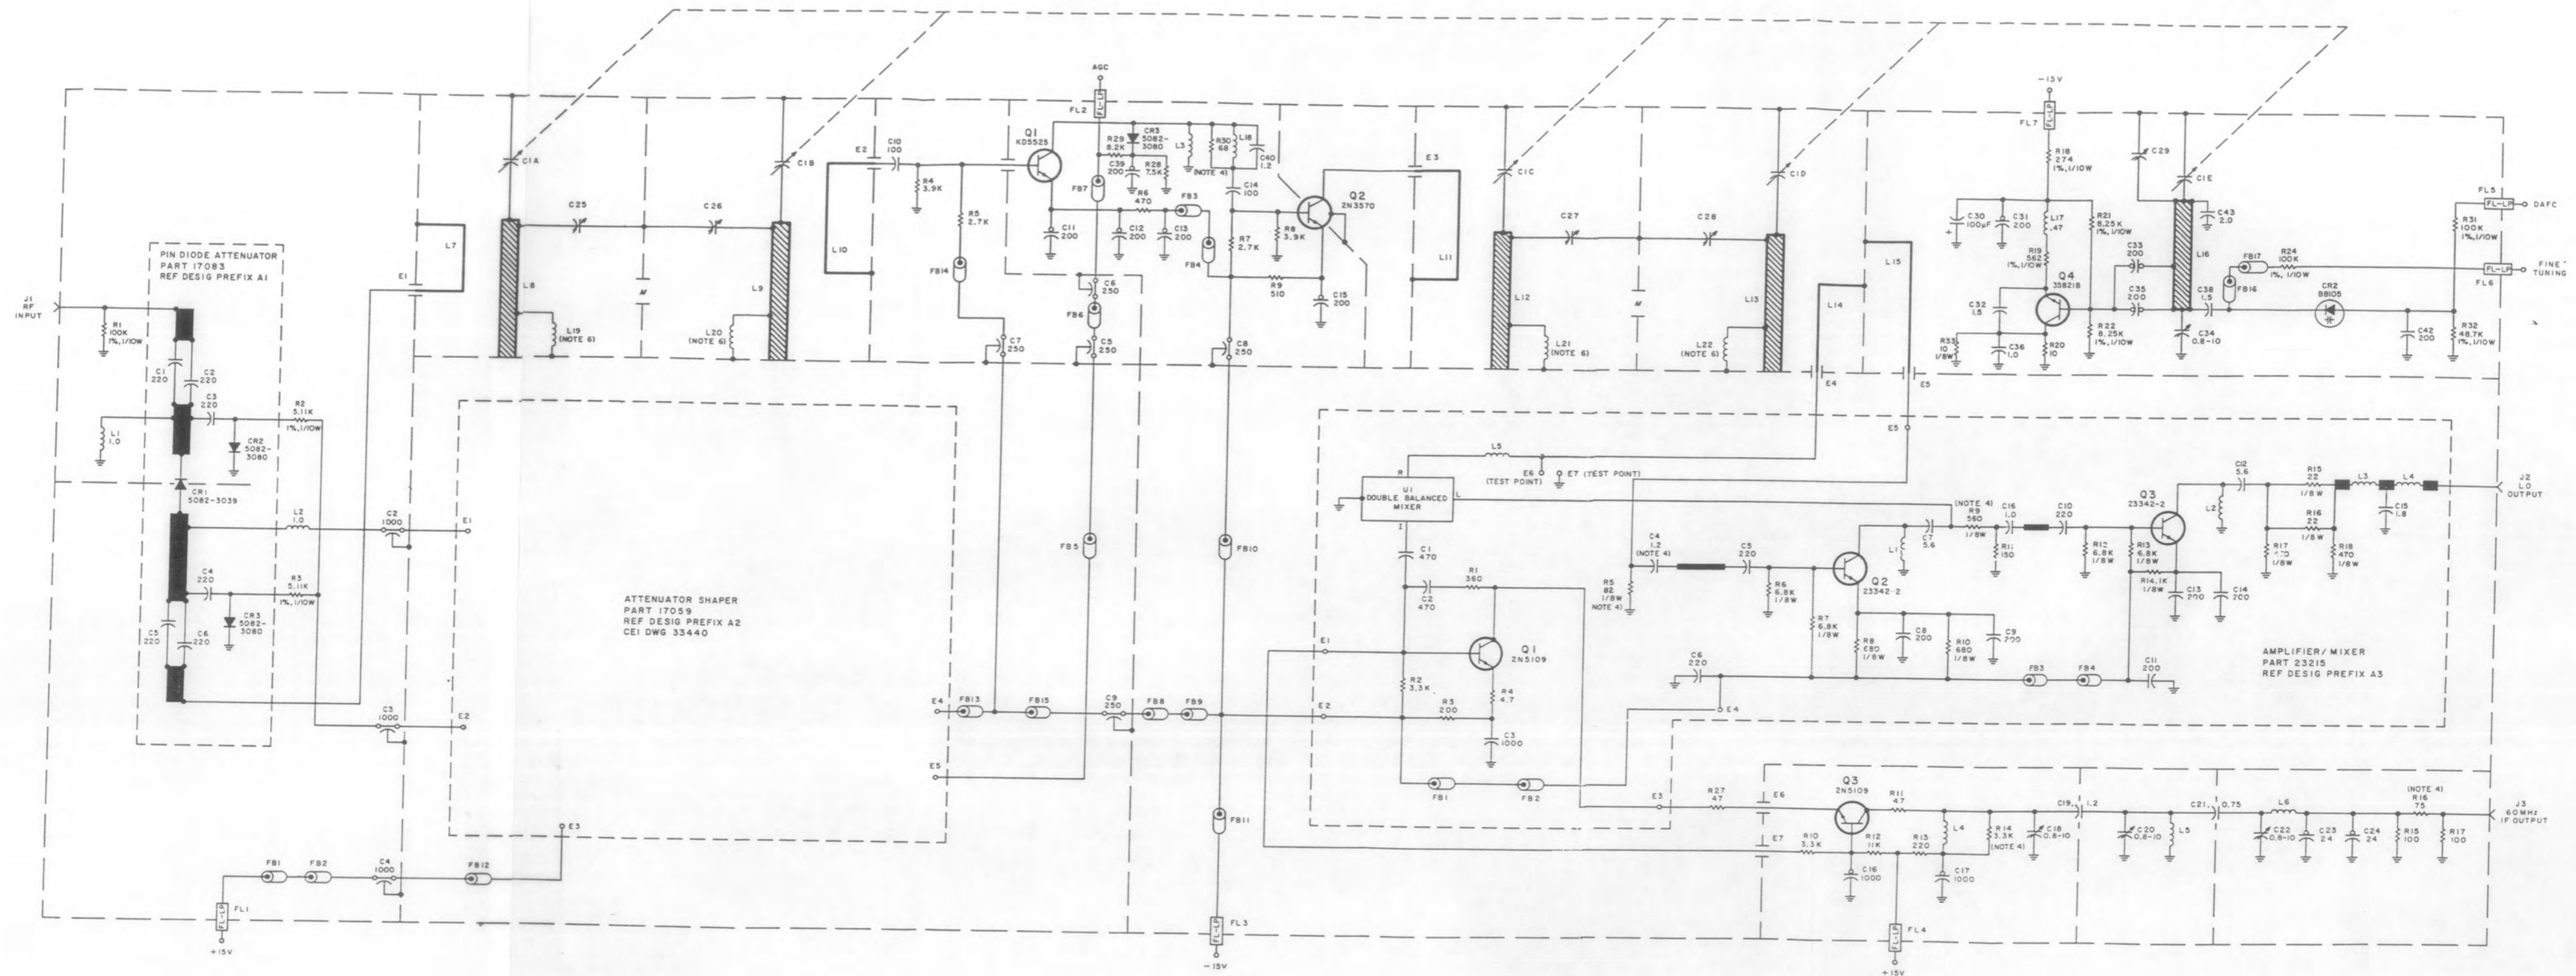 AGC
FL-LP
FL2
-15V
FL-LP
FL7
C1A
C1B
E2
C10
100
R4
3.9K
R5
2.7K
FB14
Q1
KD5525
R29
8.2K
CR3
5082-
3080
C39
200
R28
7.5K
L3
(NOTE 4)
R30
68
L18
C40
1.2
FB7
R6
470
FB3
C14
100
C11
200
C12
200
C13
200
FB4
R7
2.7K
R8
3.9K
Q2
2N3570
R9
510
C15
200
C6
250
FB6
C5
250
C7
250
C8
250
E3
L11
C1C
C1D
C27
C28
L12
L13
L21
(NOTE 6)
L22
(NOTE 6)
M
L14
L15
E4
E5
C25
C26
L7
E1
L8
L9
L10
M
L19
(NOTE 6)
L20
(NOTE 6)
R18
274
1%,1/10W
C29
C1E
C30
100µF
+
C31
200
L17
.47
R21
8.25K
1%,1/10W
R19
562
1%,1/10W
C33
200
C35
200
L16
C43
2.0
Q4
35821B
C32
1.5
R33
10
1/8W
C36
1.0
R20
10
R22
8.25K
1%,1/10W
C38
1.5
C34
0.8-10
FB16
FB17
R24
100K
1%, 1/10W
CR2
BB105
C42
200
R31
100K
1%,1/10W
R32
48.7K
1%,1/10W
FL5
FL-LP
DAFC
FL-LP
FL6
FINE
TUNING
J1
RF
INPUT
R1
100K
1%,1/10W
PIN DIODE ATTENUATOR
PART 17083
REF DESIG PREFIX A1
C1
220
C2
220
C3
220
R2
5.11K
1%,1/10W
CR2
5082-
3080
L1
1.0
CR1
5082-3039
L2
1.0
C2
1000
E1
C4
220
R3
5.11K
1%,1/10W
CR3
5082-
3080
C5
220
C6
220
C3
1000
E2
ATTENUATOR SHAPER
PART 17059
REF DESIG PREFIX A2
CEI DWG 33440
E4
FB13
FB15
C9
250
FB8
FB9
E5
E3
FB5
FB10
FB11
FB1
FB2
C4
1000
FB12
FL-LP
FL1
+15V
FL-LP
FL3
-15V
L5
E6
(TEST POINT)
E7 (TEST POINT)
R
U1
DOUBLE BALANCED
MIXER
L
I
C1
470
C2
470
R1
360
E1
Q1
2N5109
R2
3.3K
R4
4.7
R3
200
E2
C3
1000
FB1
FB2
E5
C4
1.2
(NOTE 4)
R5
82
1/8W
NOTE 4)
C5
220
R6
6.8K
1/8W
R7
6.8K
1/8W
Q2
23342-2
R8
680
1/8W
C8
200
R10
680
1/8W
C9
200
L1
C7
5.6
(NOTE 4)
R9
560
1/8W
C16
1.0
150
C10
220
6.8K
1/8W
R13
6.8K
1/8W
R14, 1K
1/8W
C13
200
C14
200
Q3
23342-2
L2
C12
5.6
R15
22
1/8W
R16
22
1/8W
R17
1/8W
R18
470
1/8W
L3
L4
C15
1.8
J2
LO
OUTPUT
C6
220
E4
FB3
FB4
C11
200
AMPLIFIER/ MIXER
PART 23215
REF DESIG PREFIX A3
E3
R27
47
E6
E7
Q3
2N5109
R11
47
R10
3.3K
R12
11K
R13
220
C16
1000
L4
C17
1000
R14
3.3K
(NOTE 4)
C18
0.8-10
C19, 1.2
C20
0.8-10
L5
C21, 0.75
L6
C22
0.8-10
C23
24
C24
24
R15
100
(NOTE 4)
R16
75
R17
100
J3
60MHZ
IF OUTPUT
FL-LP
FL4
+15V